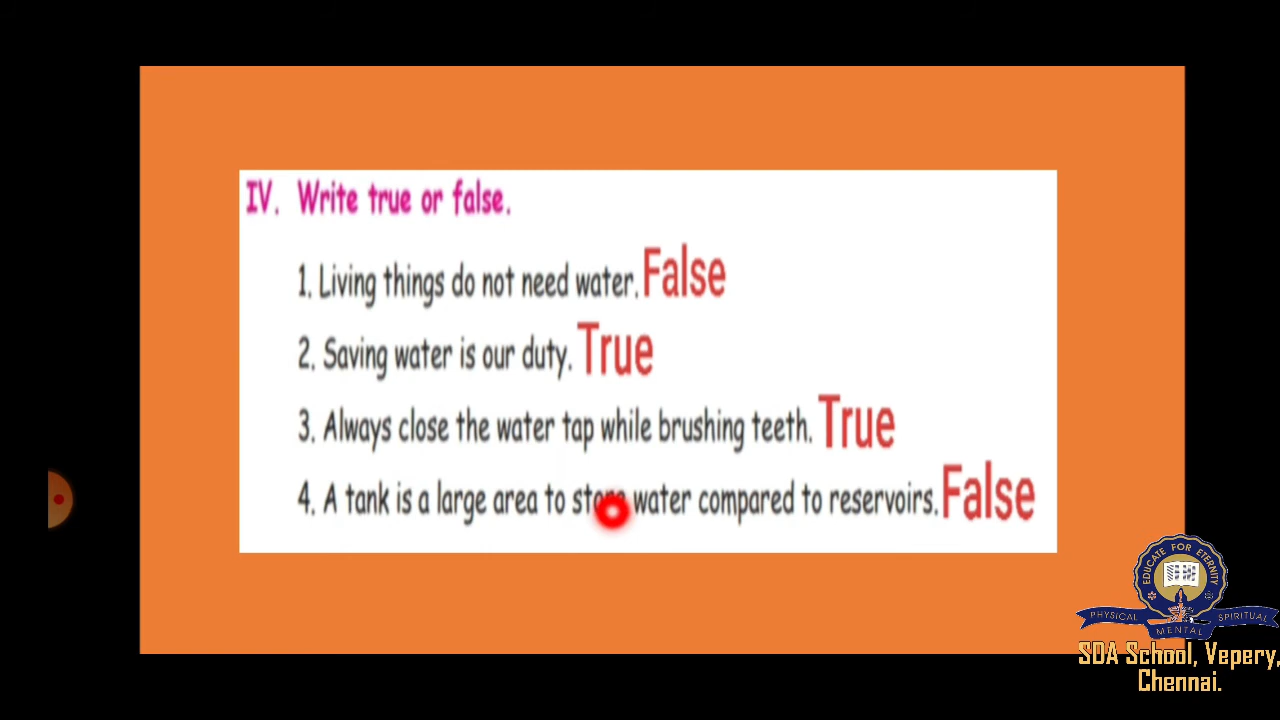 IV. Write true or false.
1. Living things do not need water. False
2. Saving water is our duty. True
3. Always close the water tap while brushing teeth. True
4. A tank is a large area to store water compared to reservoirs. False
EDUCATE FOR ETERNITY
PHYSICAL MENTAL SPIRITUAL
SDA School, Vepery,
Chennai.